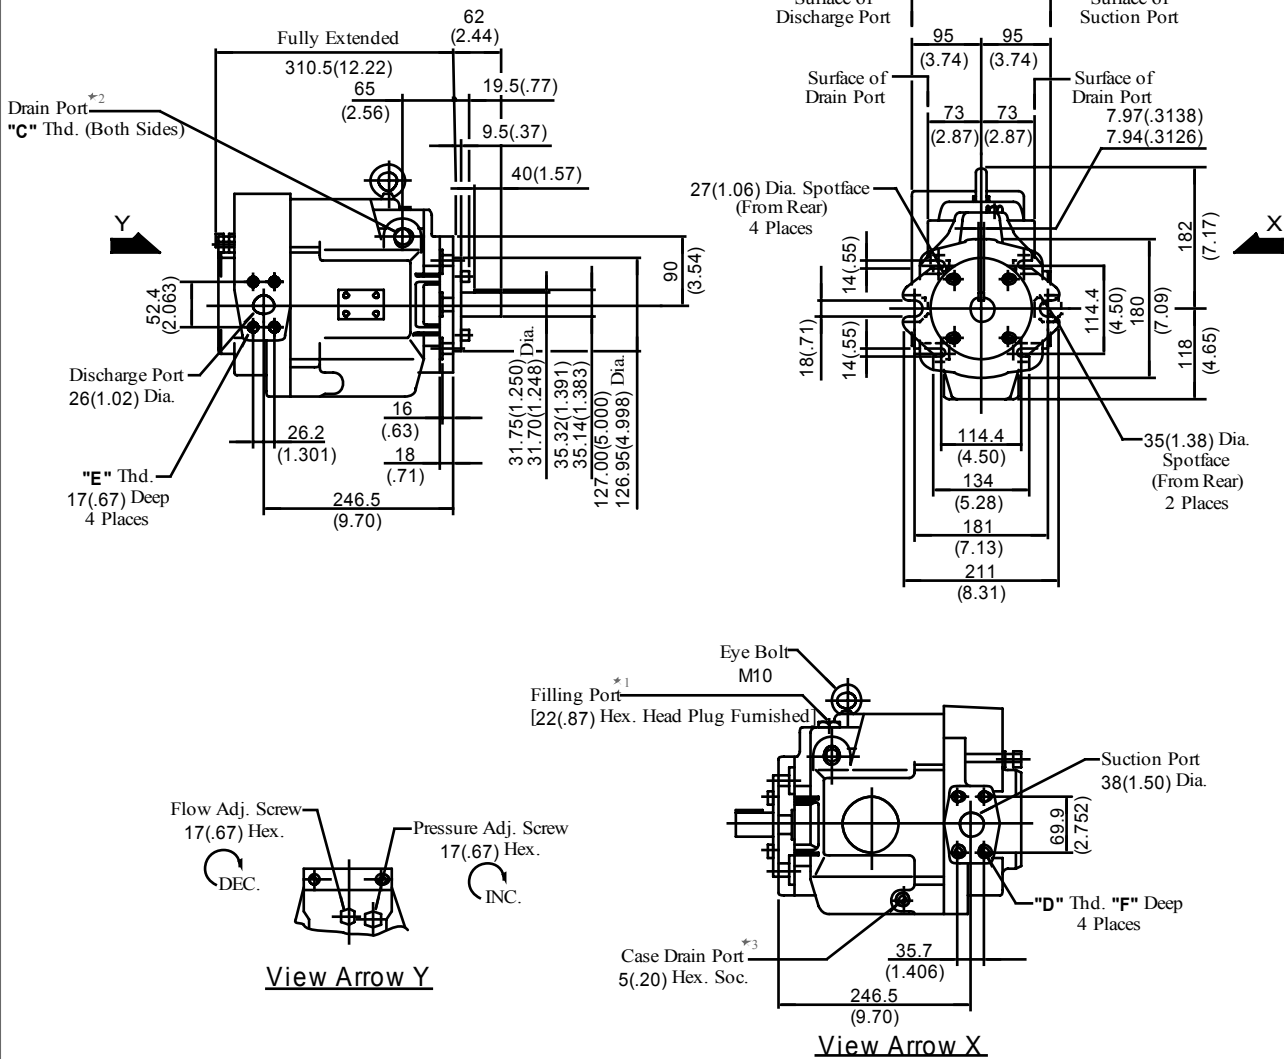 62
(2.44)
Fully Extended
310.5(12.22)
65
(2.56)
19.5(.77)
9.5(.37)
40(1.57)
Drain Port *2
"C" Thd. (Both Sides)
Y
52.4
(2.063)
90
(3.54)
Discharge Port
26(1.02) Dia.
"E" Thd.
17(.67) Deep
4 Places
26.2
(1.301)
16
(.63)
18
(.71)
246.5
(9.70)
31.75(1.250) Dia.
31.70(1.248)
35.32(1.391)
35.14(1.383)
127.00(5.000) Dia.
126.95(4.998)
Surface of
Discharge Port
Surface of
Suction Port
95
(3.74)
95
(3.74)
Surface of
Drain Port
Surface of
Drain Port
73
(2.87)
73
(2.87)
7.97(.3138)
7.94(.3126)
27(1.06) Dia. Spotface
(From Rear)
4 Places
X
182
(7.17)
14(.55)
18(.71)
14(.55)
114.4
(4.50)
180
(7.09)
118
(4.65)
114.4
(4.50)
134
(5.28)
181
(7.13)
211
(8.31)
35(1.38) Dia.
Spotface
(From Rear)
2 Places
Eye Bolt
M10
Filling Port *1
[22(.87) Hex. Head Plug Furnished]
Suction Port
38(1.50) Dia.
69.9
(2.752)
"D" Thd. "F" Deep
4 Places
Case Drain Port *3
5(.20) Hex. Soc.
35.7
(1.406)
246.5
(9.70)
View Arrow X
Flow Adj. Screw
17(.67) Hex.
DEC.
Pressure Adj. Screw
17(.67) Hex.
INC.
View Arrow Y